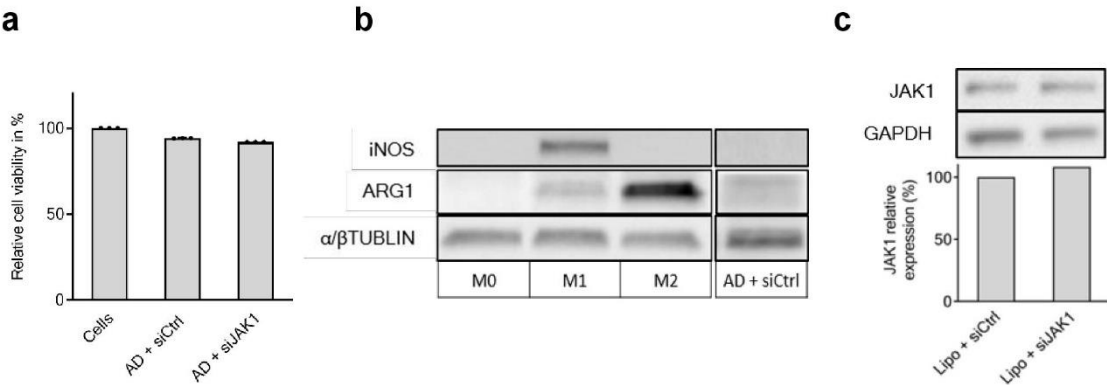 a
Relative cell viability in %
100
50
0
Cells
AD + siCtrl
AD + siJAK1
b
iNOS
ARG1
α/βTUBLIN
M0 M1 M2 AD + siCtrl
c
JAK1
GAPDH
JAK1 relative
expression (%)
100
50
0
Lipo + siCtrl
Lipo + siJAK1